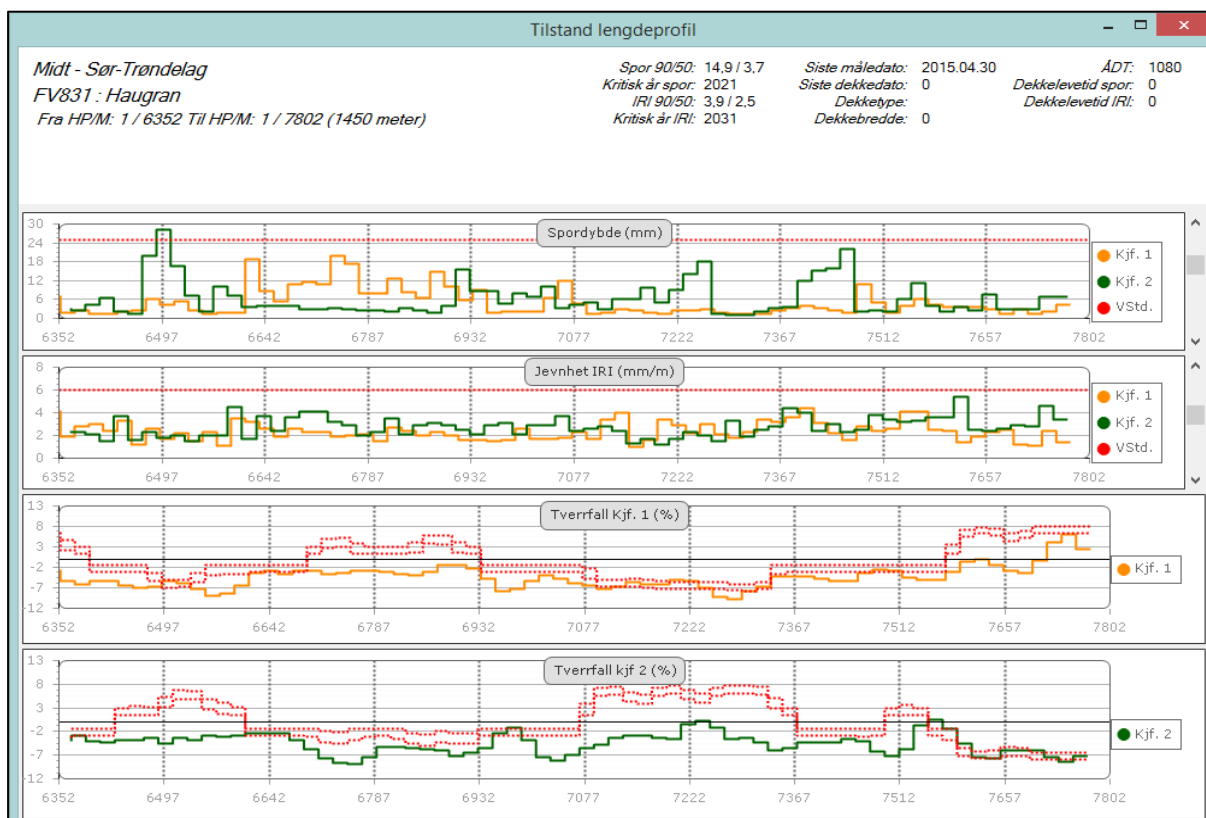 Tilstand lengdeprofil
Midt - Sør-Trøndelag
FV831 : Haugran
Fra HP/M: 1 / 6352 Til HP/M: 1 / 7802 (1450 meter)
Spor 90/50: 14,9 / 3,7 Siste måledato: 2015.04.30 ÅDT: 1080
Kritisk år spor: 2021 Siste dekkedato: 0 Dekkelevetid spor: 0
IRI 90/50: 3,9 / 2,5 Dekketype: Dekkelevetid IRI: 0
Kritisk år IRI: 2031 Dekkebredde: 0
Spordybde (mm)
30
24
18
12
6
0
6352 6497 6642 6787 6932 7077 7222 7367 7512 7657 7802
Kjf. 1
Kjf. 2
VStd.
Jevnhet IRI (mm/m)
8
6
4
2
0
6352 6497 6642 6787 6932 7077 7222 7367 7512 7657 7802
Kjf. 1
Kjf. 2
VStd.
Tverrfall Kjf. 1 (%)
13
8
3
-2
-7
-12
6352 6497 6642 6787 6932 7077 7222 7367 7512 7657 7802
Kjf. 1
Tverrfall kjf 2 (%)
13
8
3
-2
-7
-12
6352 6497 6642 6787 6932 7077 7222 7367 7512 7657 7802
Kjf. 2